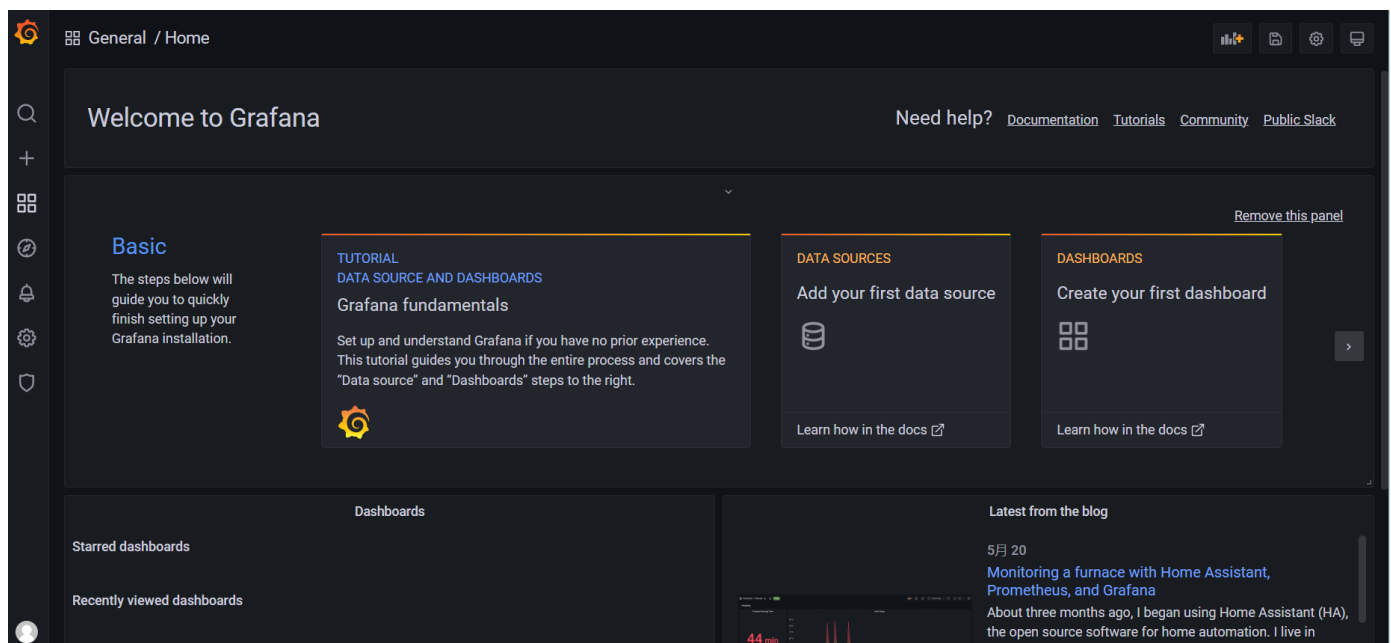 General / Home
Welcome to Grafana
Need help? Documentation Tutorials Community Public Slack
Remove this panel
Basic
The steps below will
guide you to quickly
finish setting up your
Grafana installation.
TUTORIAL
DATA SOURCE AND DASHBOARDS
Grafana fundamentals
Set up and understand Grafana if you have no prior experience.
This tutorial guides you through the entire process and covers the
"Data source" and "Dashboards" steps to the right.
DATA SOURCES
Add your first data source
Learn how in the docs
DASHBOARDS
Create your first dashboard
Learn how in the docs
Dashboards
Starred dashboards
Recently viewed dashboards
Latest from the blog
5月 20
Monitoring a furnace with Home Assistant,
Prometheus, and Grafana
About three months ago, I began using Home Assistant (HA),
the open source software for home automation. I live in
44 min